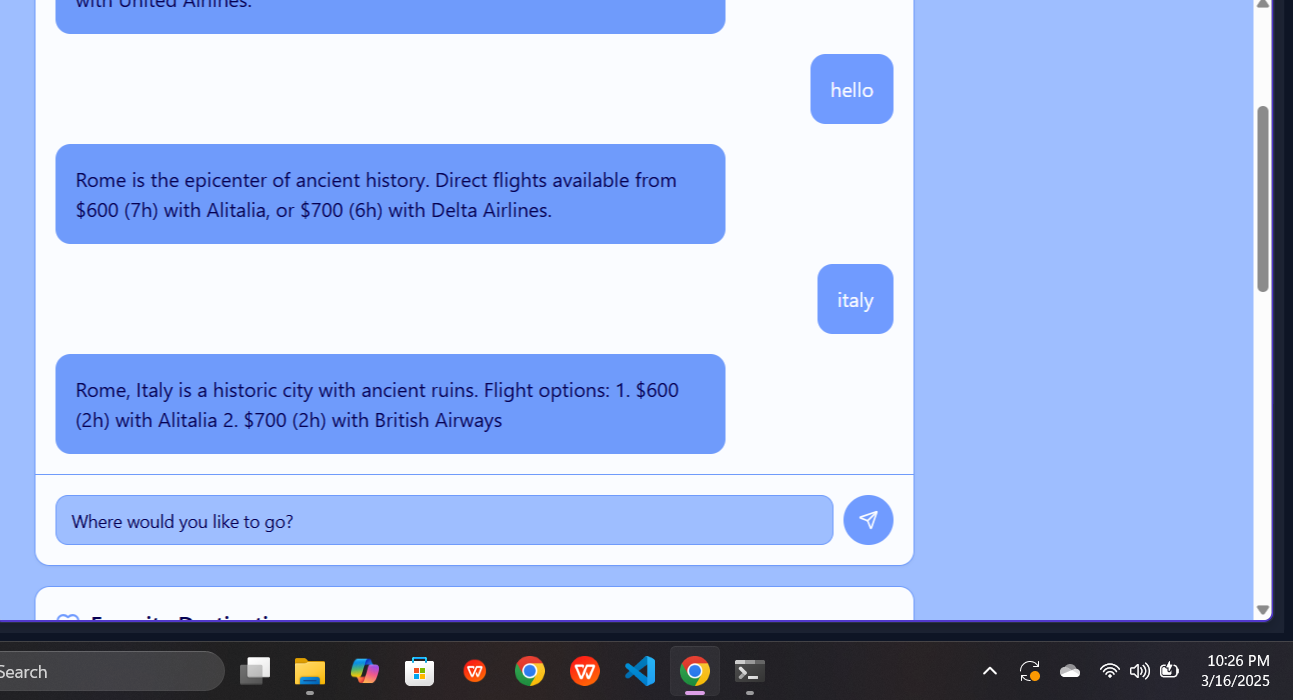 with United Airlines.
hello
Rome is the epicenter of ancient history. Direct flights available from
$600 (7h) with Alitalia, or $700 (6h) with Delta Airlines.
italy
Rome, Italy is a historic city with ancient ruins. Flight options: 1. $600
(2h) with Alitalia 2. $700 (2h) with British Airways
Where would you like to go?
Search
10:26 PM
3/16/2025